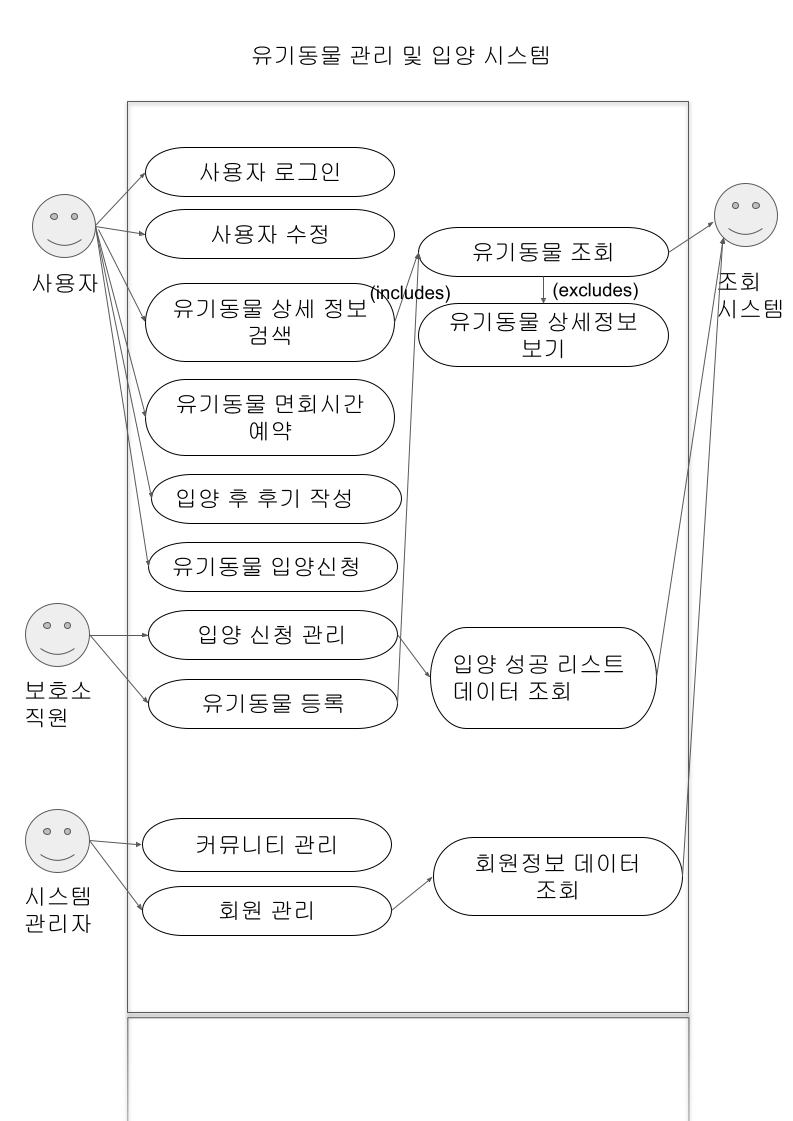 유기동물 관리 및 입양 시스템
사용자 로그인
사용자 수정
사용자
유기동물 조회
조회
시스템
(includes)
(excludes)
유기동물 상세 정보
검색
유기동물 상세정보
보기
유기동물 면회시간
예약
입양 후 후기 작성
유기동물 입양신청
입양 신청 관리
보호소
직원
유기동물 등록
입양 성공 리스트
데이터 조회
커뮤니티 관리
시스템
관리자
회원 관리
회원정보 데이터
조회